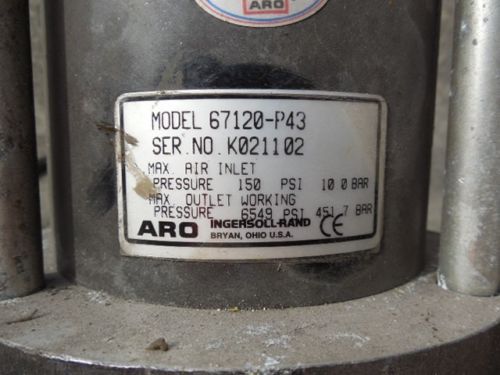 ARO
MODEL 67120-P43
SER.NO. K021102
MAX. AIR INLET
PRESSURE 150 PSI 10 0 BAR
MAX. OUTLET WORKING
PRESSURE 6549 PSI 451.7 BAR
ARO INGERSOLL-RAND CE
BRYAN, OHIO U.S.A.